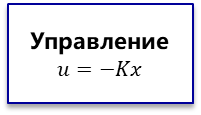 Управление
u = −Kx